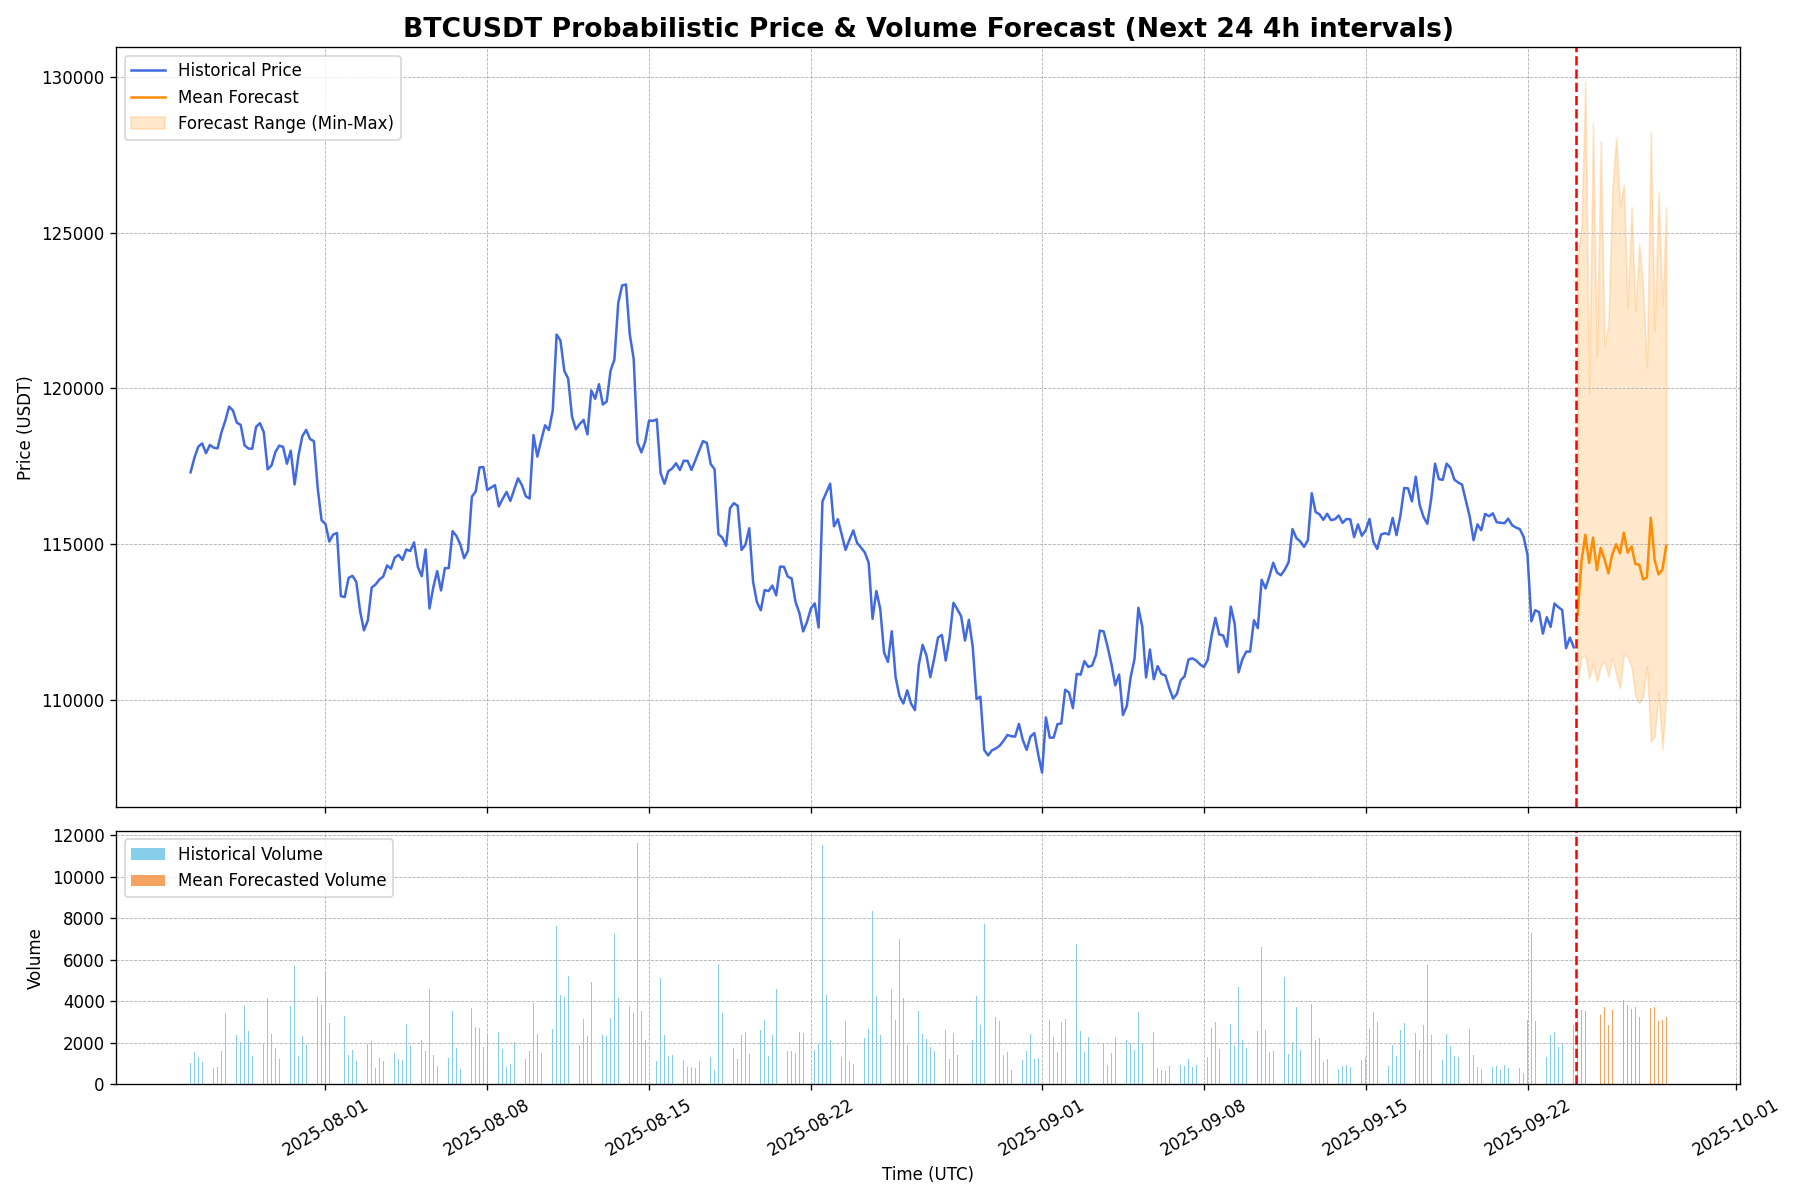 BTCUSDT Probabilistic Price & Volume Forecast (Next 24 4h intervals)
Historical Price
Mean Forecast
Forecast Range (Min-Max)
130000
125000
120000
115000
110000
Price (USDT)
Historical Volume
Mean Forecasted Volume
12000
10000
8000
6000
4000
2000
0
Volume
2025-08-01
2025-08-08
2025-08-15
2025-08-22
2025-09-01
2025-09-08
2025-09-15
2025-09-22
2025-10-01
Time (UTC)